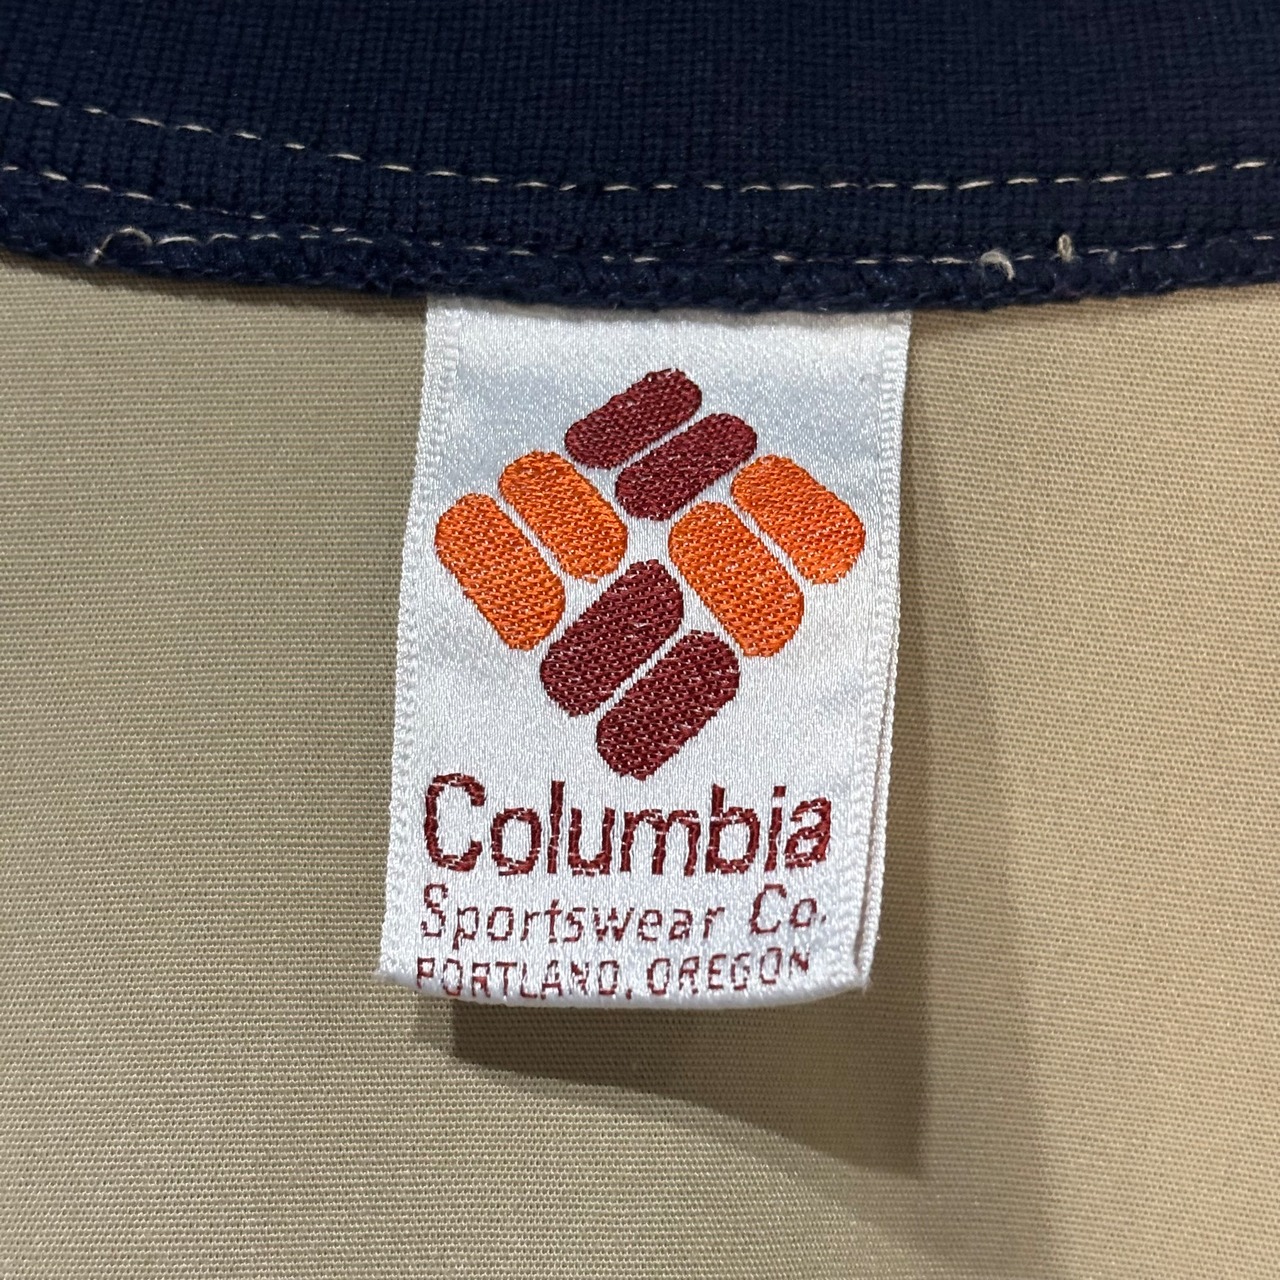 Columbia
Sportswear Co.
PORTLAND, OREGON